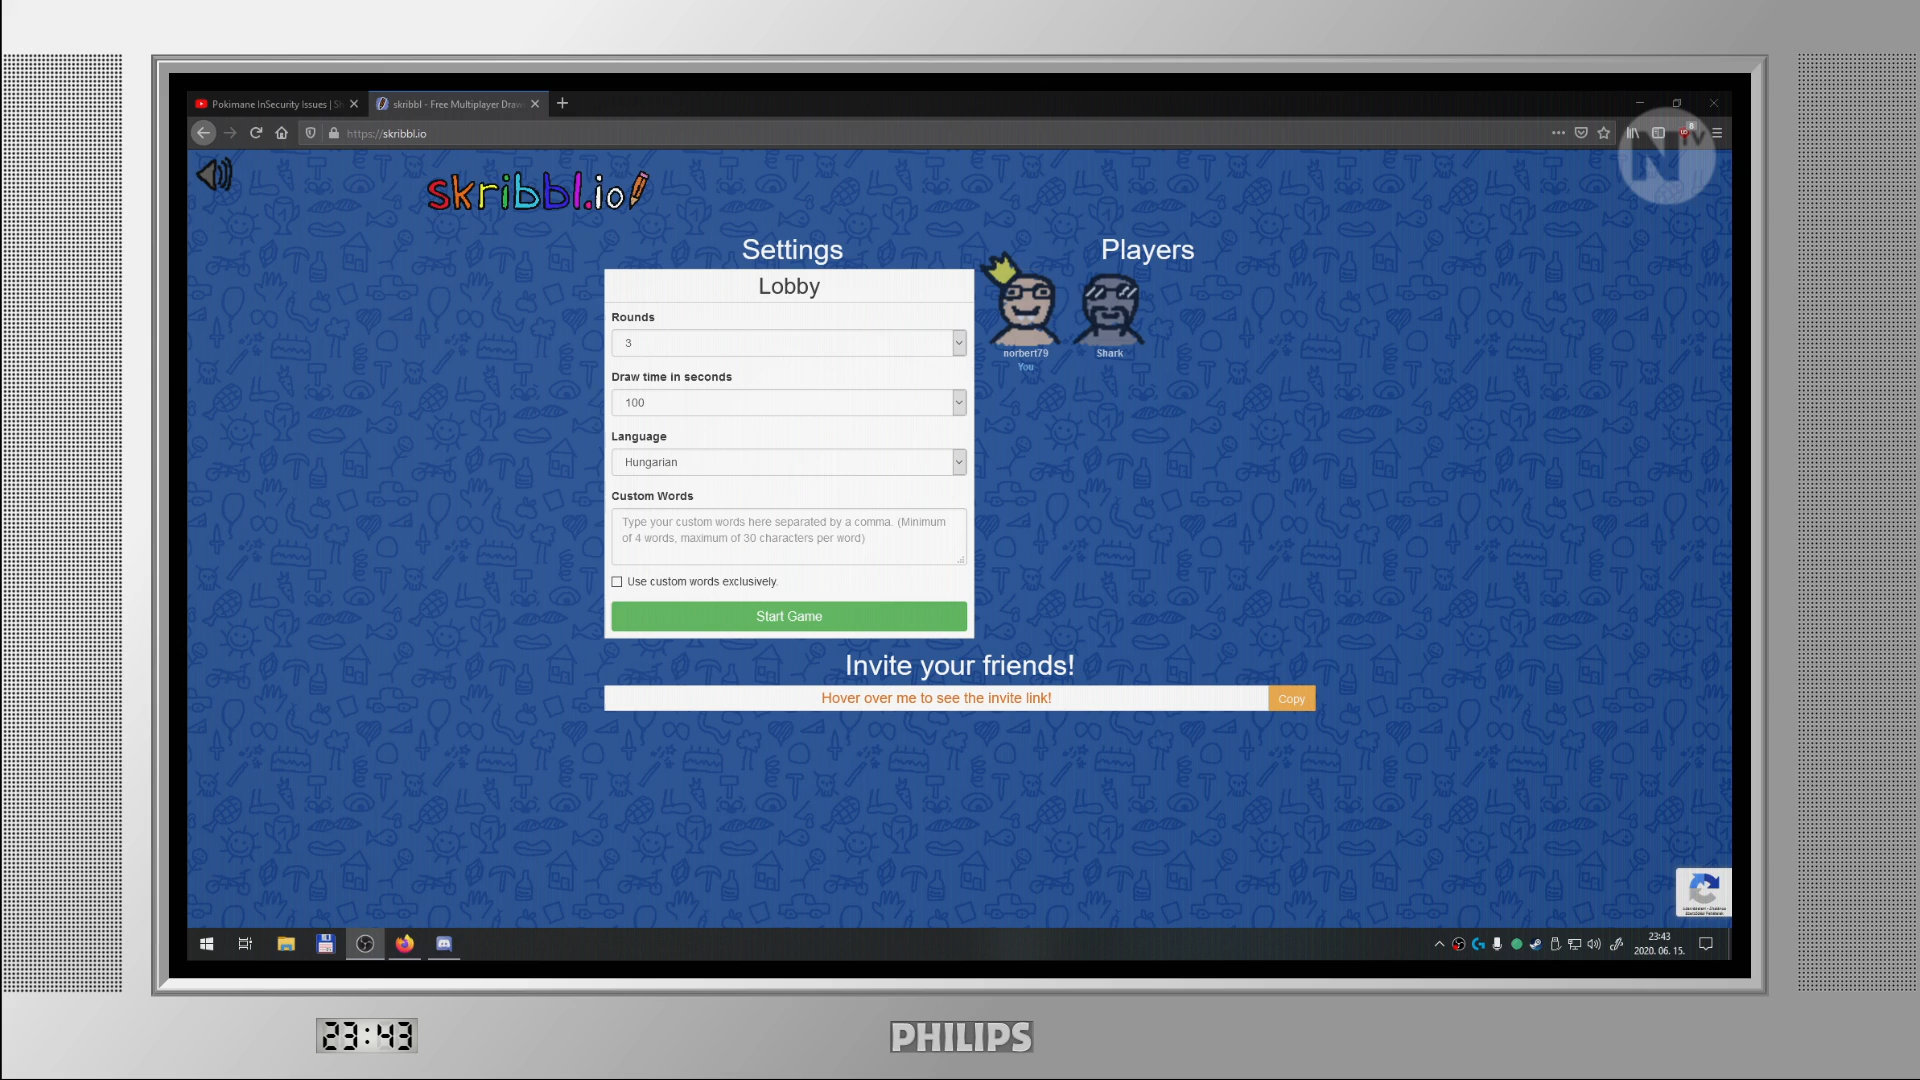 Pokimane InSecurity Issues |
skribbl - Free Multiplayer Draw
https://skribbl.io
8
N TV
skribbl.io
Settings
Players
Lobby
Rounds
3
norbert79
Shark
You
Draw time in seconds
100
Language
Hungarian
Custom Words
Type your custom words here separated by a comma. (Minimum
of 4 words, maximum of 30 characters per word)
Use custom words exclusively.
Start Game
Invite your friends!
Hover over me to see the invite link!
Copy
23:43
2020. 06. 15.
23:43
PHILIPS